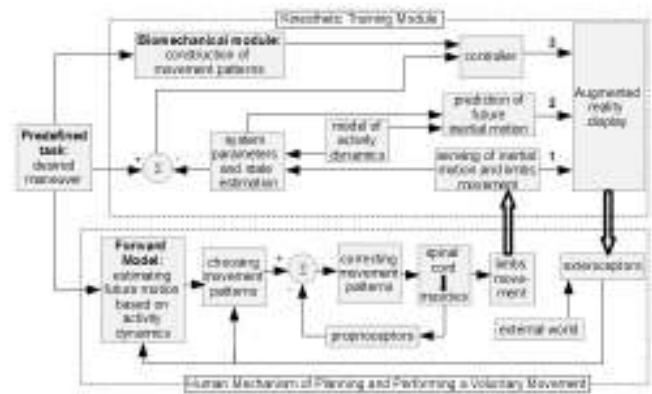 Kinesthetic Training Module
Biomechanical module:
construction of
movement patterns
controller
3
Augmented
reality
display
prediction of
future
inertial motion
2
Predefined
task:
desired
maneuver
+
-
Σ
system
parameters
and state
estimation
model of
activity
dynamics
sensing of inertial
motion and limbs
movement
1
Forward
Model:
estimating
future motion
based on
activity
dynamics
choosing
movement
patterns
+
-
Σ
correcting
movement
patterns
spinal
cord
muscles
limbs
move-
ment
exteroceptors
proprioceptors
external world
Human Mechanism of Planning and Performing a Voluntary Movement